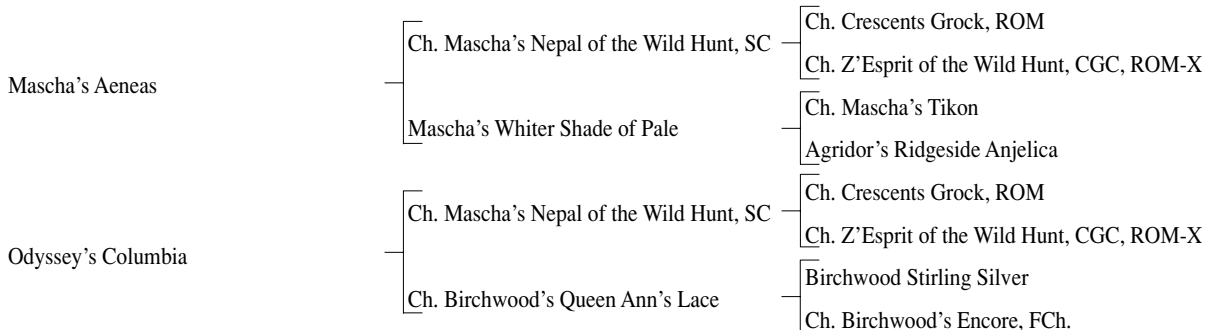 Ch. Crescents Grock, ROM
Ch. Mascha’s Nepal of the Wild Hunt, SC
Ch. Z’Esprit of the Wild Hunt, CGC, ROM-X
Mascha’s Aeneas
Ch. Mascha’s Tikon
Mascha’s Whiter Shade of Pale
Agridor’s Ridgeside Anjelica
Ch. Crescents Grock, ROM
Ch. Mascha’s Nepal of the Wild Hunt, SC
Ch. Z’Esprit of the Wild Hunt, CGC, ROM-X
Odyssey’s Columbia
Birchwood Stirling Silver
Ch. Birchwood’s Queen Ann’s Lace
Ch. Birchwood’s Encore, FCh.